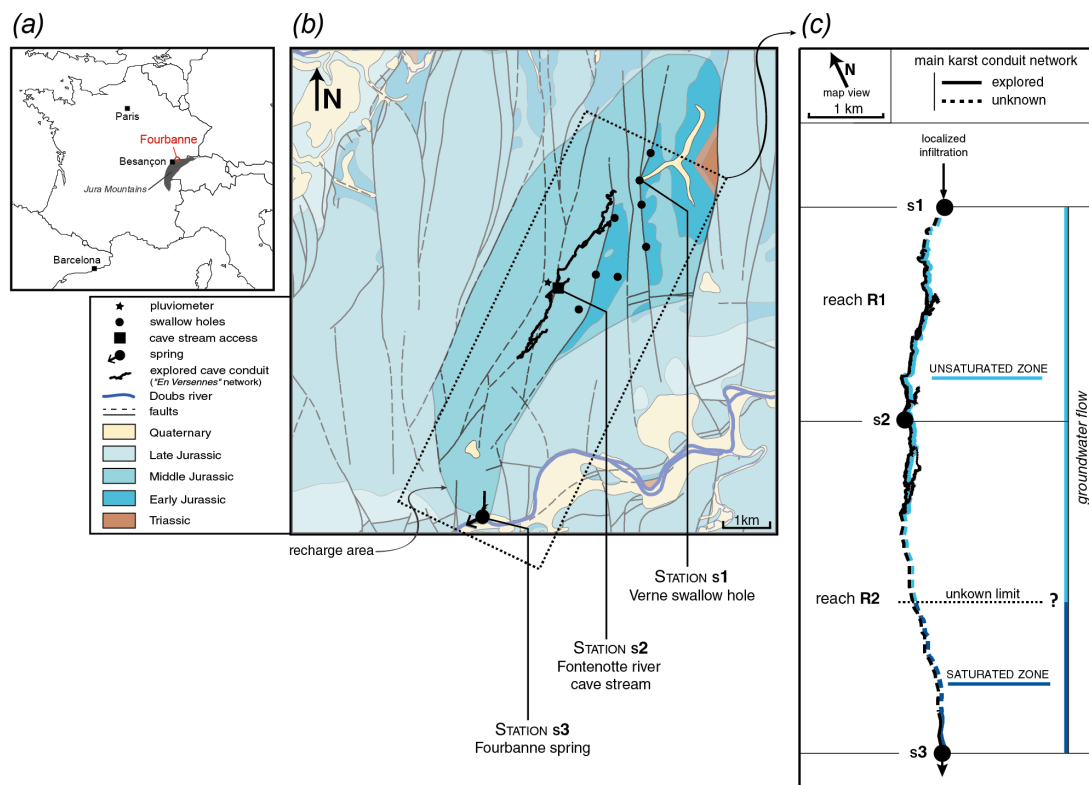 (a)
Paris
Fourbanne
Besançon
Jura Mountains
Barcelona
pluviometer
swallow holes
cave stream access
spring
explored cave conduit
("En Versennes" network)
Doubs river
faults
Quaternary
Late Jurassic
Middle Jurassic
Early Jurassic
Triassic
(b)
N
1km
recharge area
STATION s1
Verne swallow hole
STATION s2
Fontenotte river
cave stream
STATION s3
Fourbanne spring
(c)
N
map view
1 km
main karst conduit network
explored
unknown
localized
infiltration
s1
reach R1
UNSATURATED ZONE
s2
reach R2
unkown limit
?
SATURATED ZONE
s3
groundwater flow